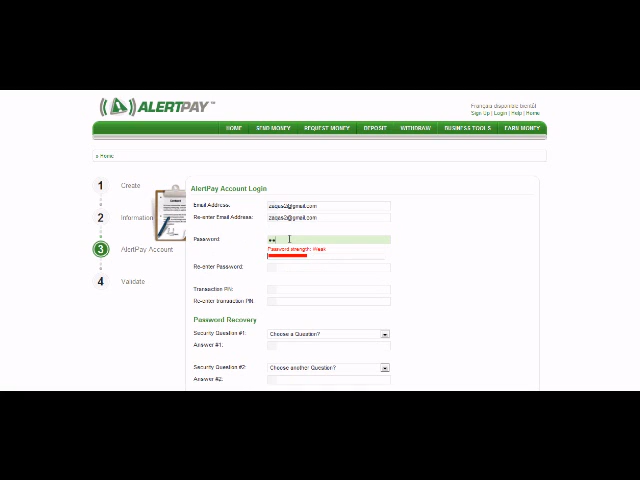 ALERTPAY™
Français disponible bientôt
Sign Up | Login | Help | Home
HOME SEND MONEY REQUEST MONEY DEPOSIT WITHDRAW BUSINESS TOOLS EARN MONEY
» Home
1 Create
2 Information
3 AlertPay Account
4 Validate
AlertPay Account Login
Email Address:
Re-enter Email Address:
Password:
Password strength: Weak
Re-enter Password:
Transaction PIN:
Re-enter transaction PIN:
Password Recovery
Security Question #1: Choose a Question?
Answer #1:
Security Question #2: Choose another Question?
Answer #2: